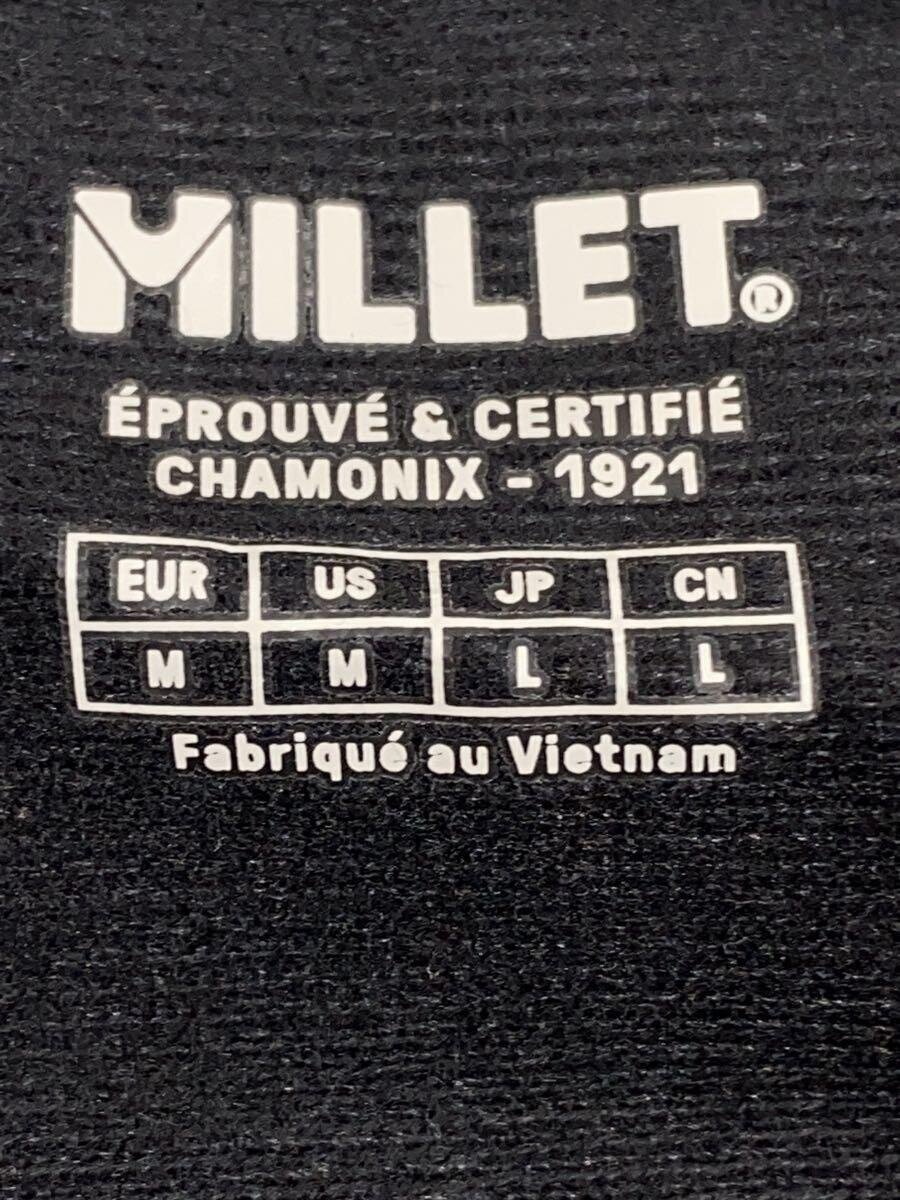 MILLET®
ÉPROUVÉ & CERTIFIÉ
CHAMONIX - 1921
EUR US JP CN
M M L L
Fabriqué au Vietnam